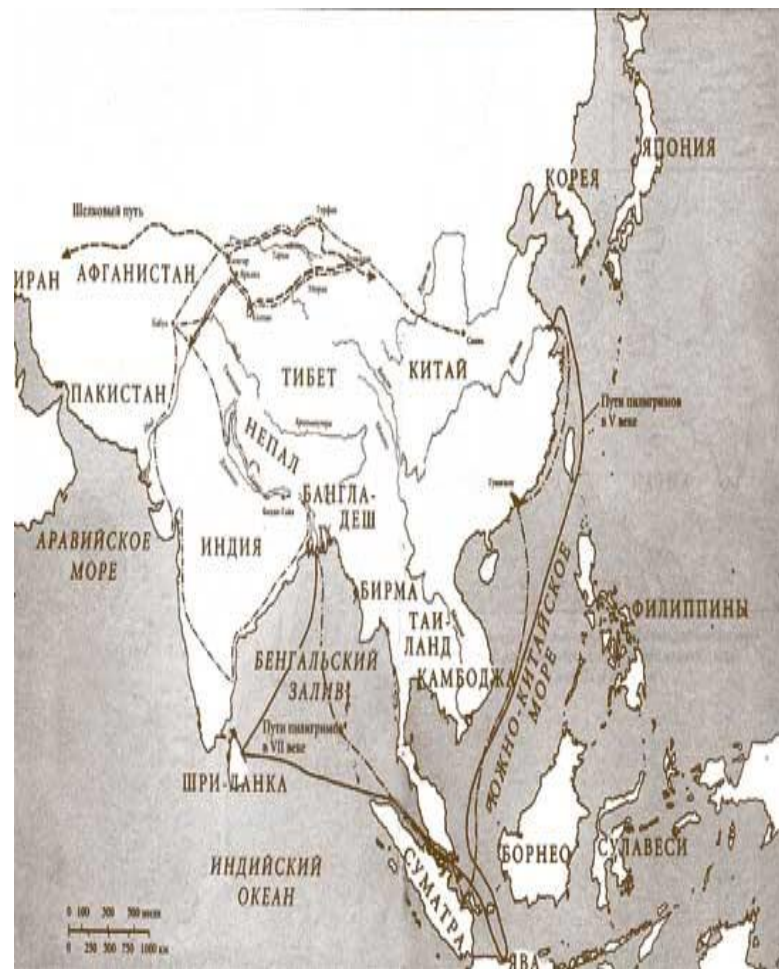 ЯПОНИЯ
КОРЕЯ
Шелковый путь
Турфан
ИРАН
АФГАНИСТАН
Кабул
ТИБЕТ
КИТАЙ
ПАКИСТАН
Пути пилигримов
в V веке
НЕПАЛ
БАНГЛА-
ДЕШ
АРАВИЙСКОЕ
МОРЕ
ИНДИЯ
БИРМА
ТАИ-
ЛАНД
ФИЛИППИНЫ
КАМБОДЖА
БЕНГАЛЬСКИЙ
ЗАЛИВ
ЮЖНО-КИТАЙСКОЕ
МОРЕ
Пути пилигримов
в VII веке
ШРИ-ЛАНКА
БОРНЕО
СУЛАВЕСИ
ИНДИЙСКИЙ
ОКЕАН
СУМАТРА
0 100 300 500 мили
0 250 500 750 1000 км
ЯВА